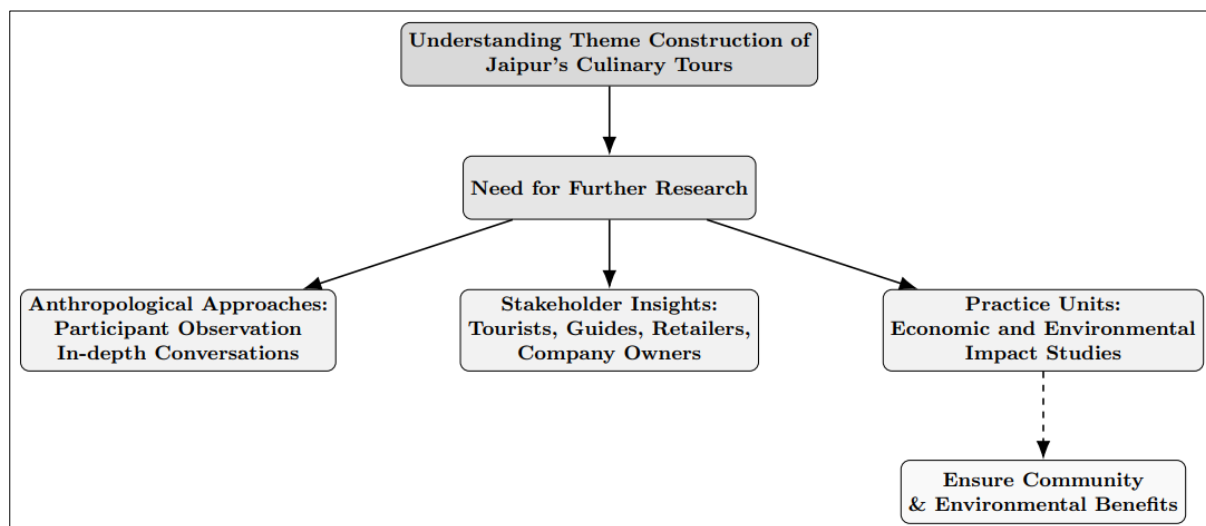 Understanding Theme Construction of
Jaipur's Culinary Tours
Need for Further Research
Anthropological Approaches:
Participant Observation
In-depth Conversations
Stakeholder Insights:
Tourists, Guides, Retailers,
Company Owners
Practice Units:
Economic and Environmental
Impact Studies
Ensure Community
& Environmental Benefits